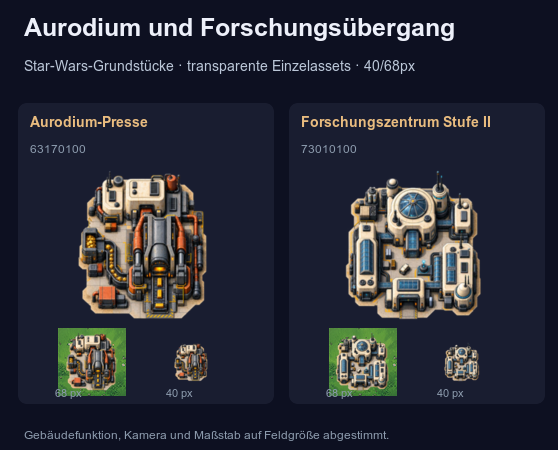 Aurodium und Forschungsübergang
Star-Wars-Grundstücke · transparente Einzelassets · 40/68px
Aurodium-Presse
63170100
68 px
40 px
Forschungszentrum Stufe II
73010100
68 px
40 px
Gebäudefunktion, Kamera und Maßstab auf Feldgröße abgestimmt.